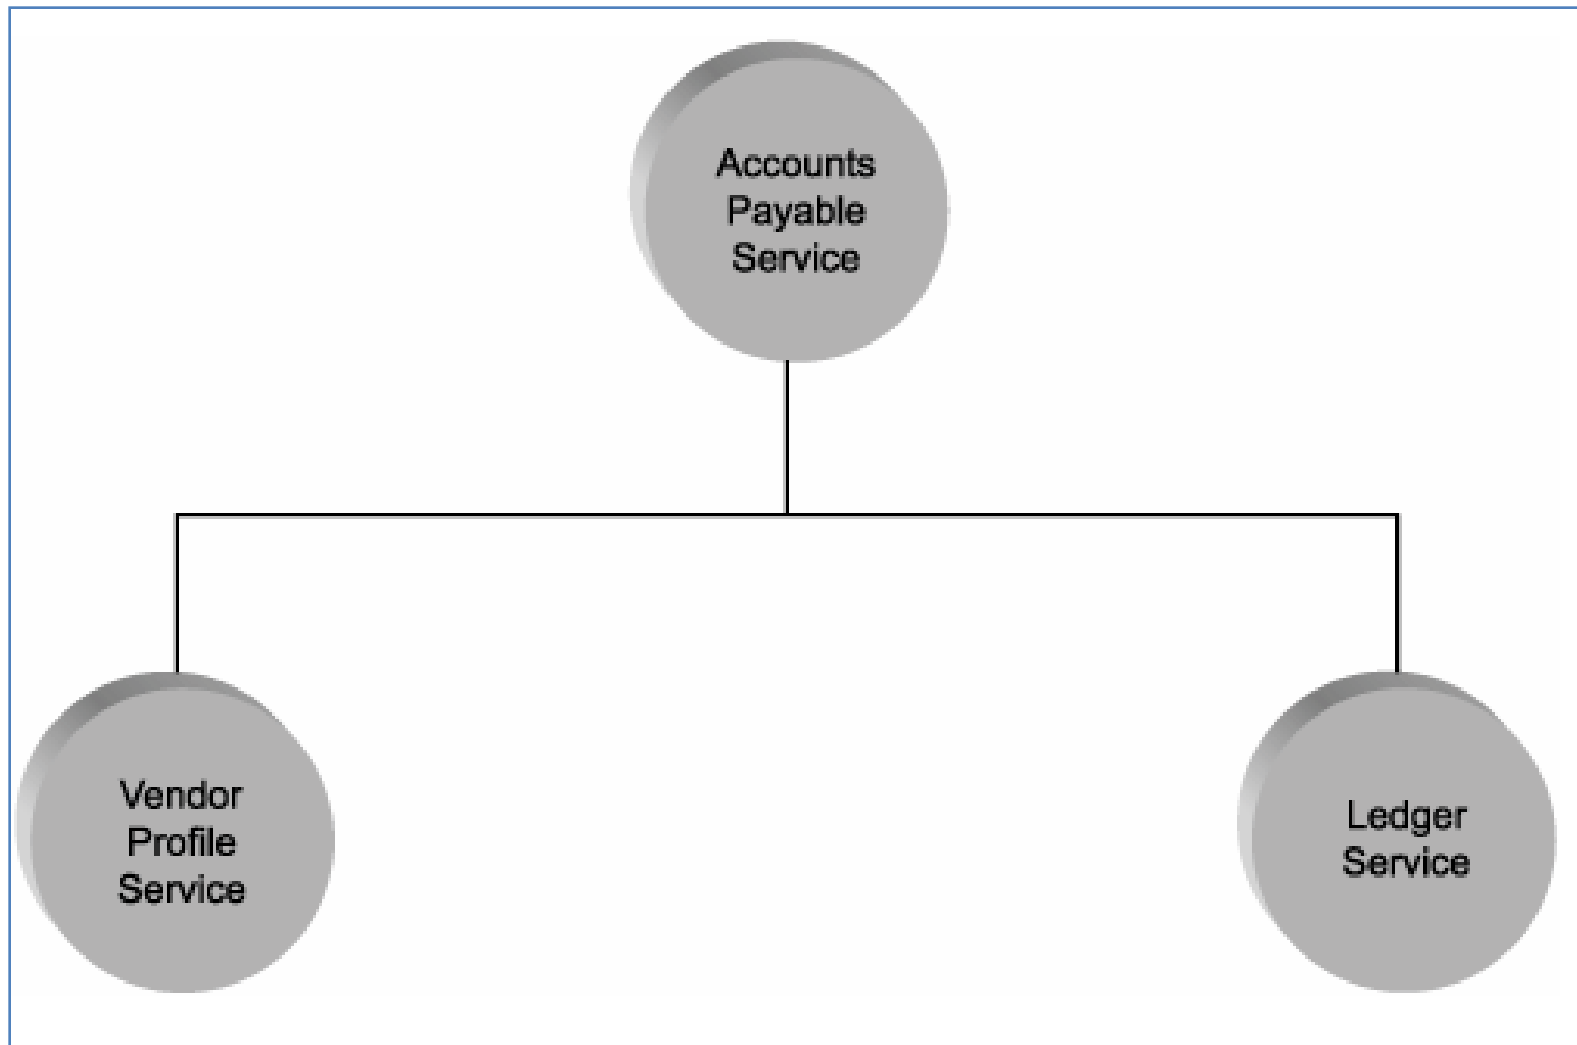 Accounts
Payable
Service
Vendor
Profile
Service
Ledger
Service